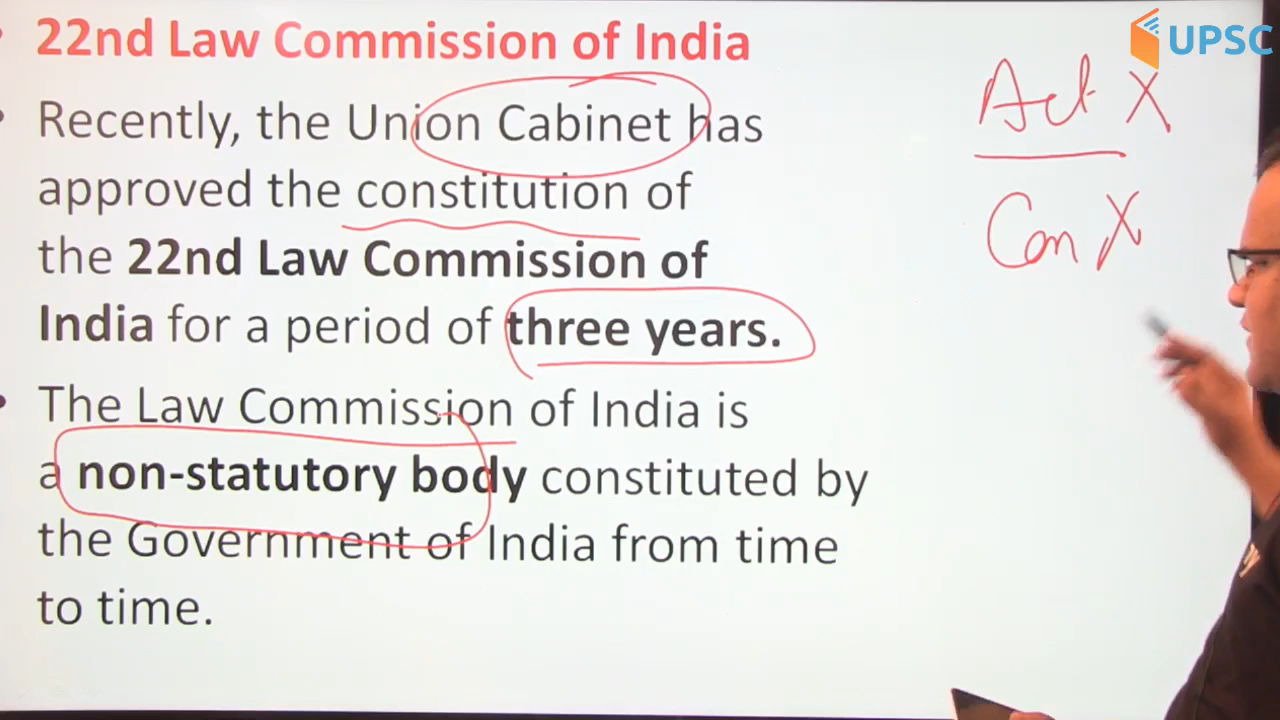 22nd Law Commission of India
Recently, the Union Cabinet has
approved the constitution of
the 22nd Law Commission of
India for a period of three years.
The Law Commission of India is
a non-statutory body constituted by
the Government of India from time
to time.
UPSC
Act X
Con X